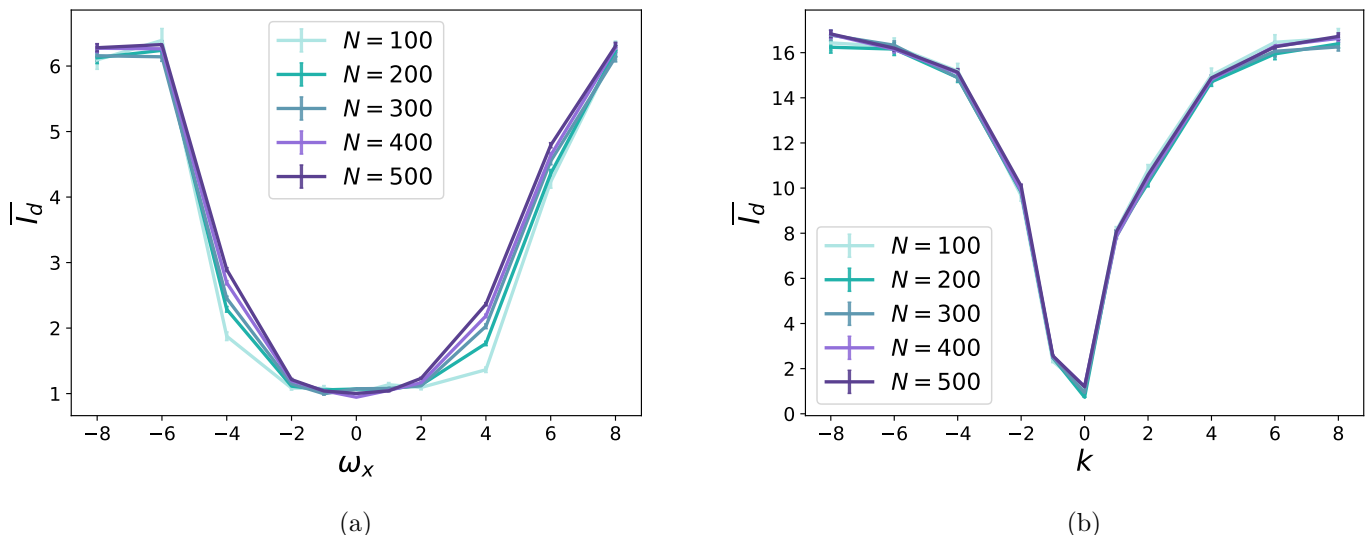 6
5
4
3
2
1
I_d
−8 −6 −4 −2 0 2 4 6 8
ω_x
N = 100
N = 200
N = 300
N = 400
N = 500
(a)
16
14
12
10
8
6
4
2
0
I_d
−8 −6 −4 −2 0 2 4 6 8
k
N = 100
N = 200
N = 300
N = 400
N = 500
(b)